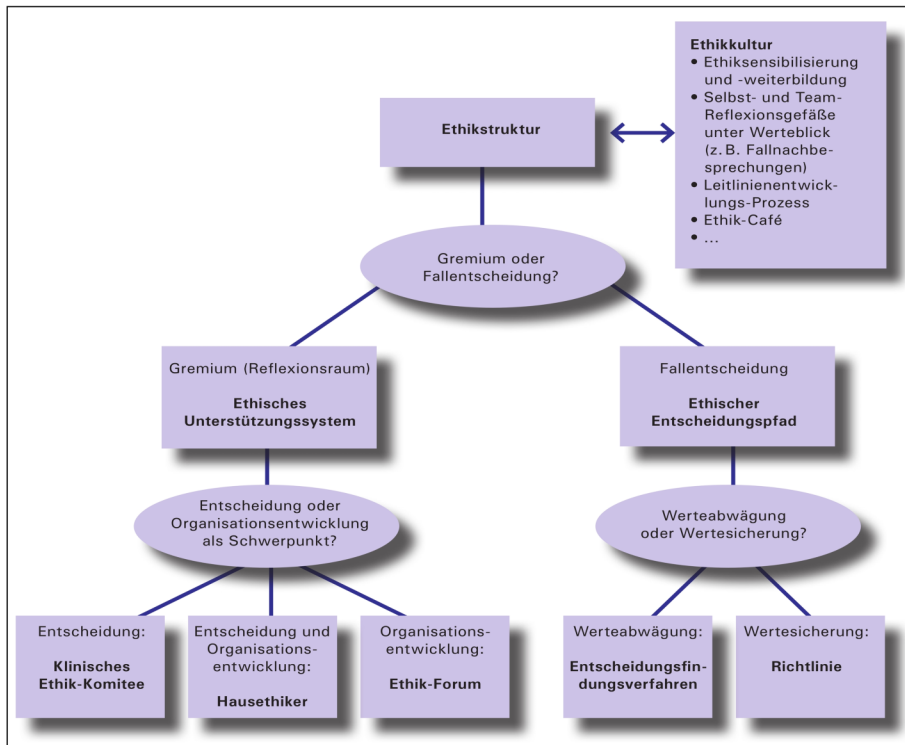 Ethikkultur
• Ethiksensibilisierung
und -weiterbildung
• Selbst- und Team-
Reflexionsgefäße
unter Werteblick
(z. B. Fallnachbe-
sprechungen)
• Leitlinienentwick-
lungs-Prozess
• Ethik-Café
• ...
Ethikstruktur
Gremium oder
Fallentscheidung?
Gremium (Reflexionsraum)
Ethisches
Unterstützungssystem
Fallentscheidung
Ethischer
Entscheidungspfad
Entscheidung oder
Organisationsentwicklung
als Schwerpunkt?
Werteabwägung
oder Wertesicherung?
Entscheidung:
Klinisches
Ethik-Komitee
Entscheidung und
Organisations-
entwicklung:
Hausethiker
Organisations-
entwicklung:
Ethik-Forum
Werteabwägung:
Entscheidungsfin-
dungsverfahren
Wertesicherung:
Richtlinie